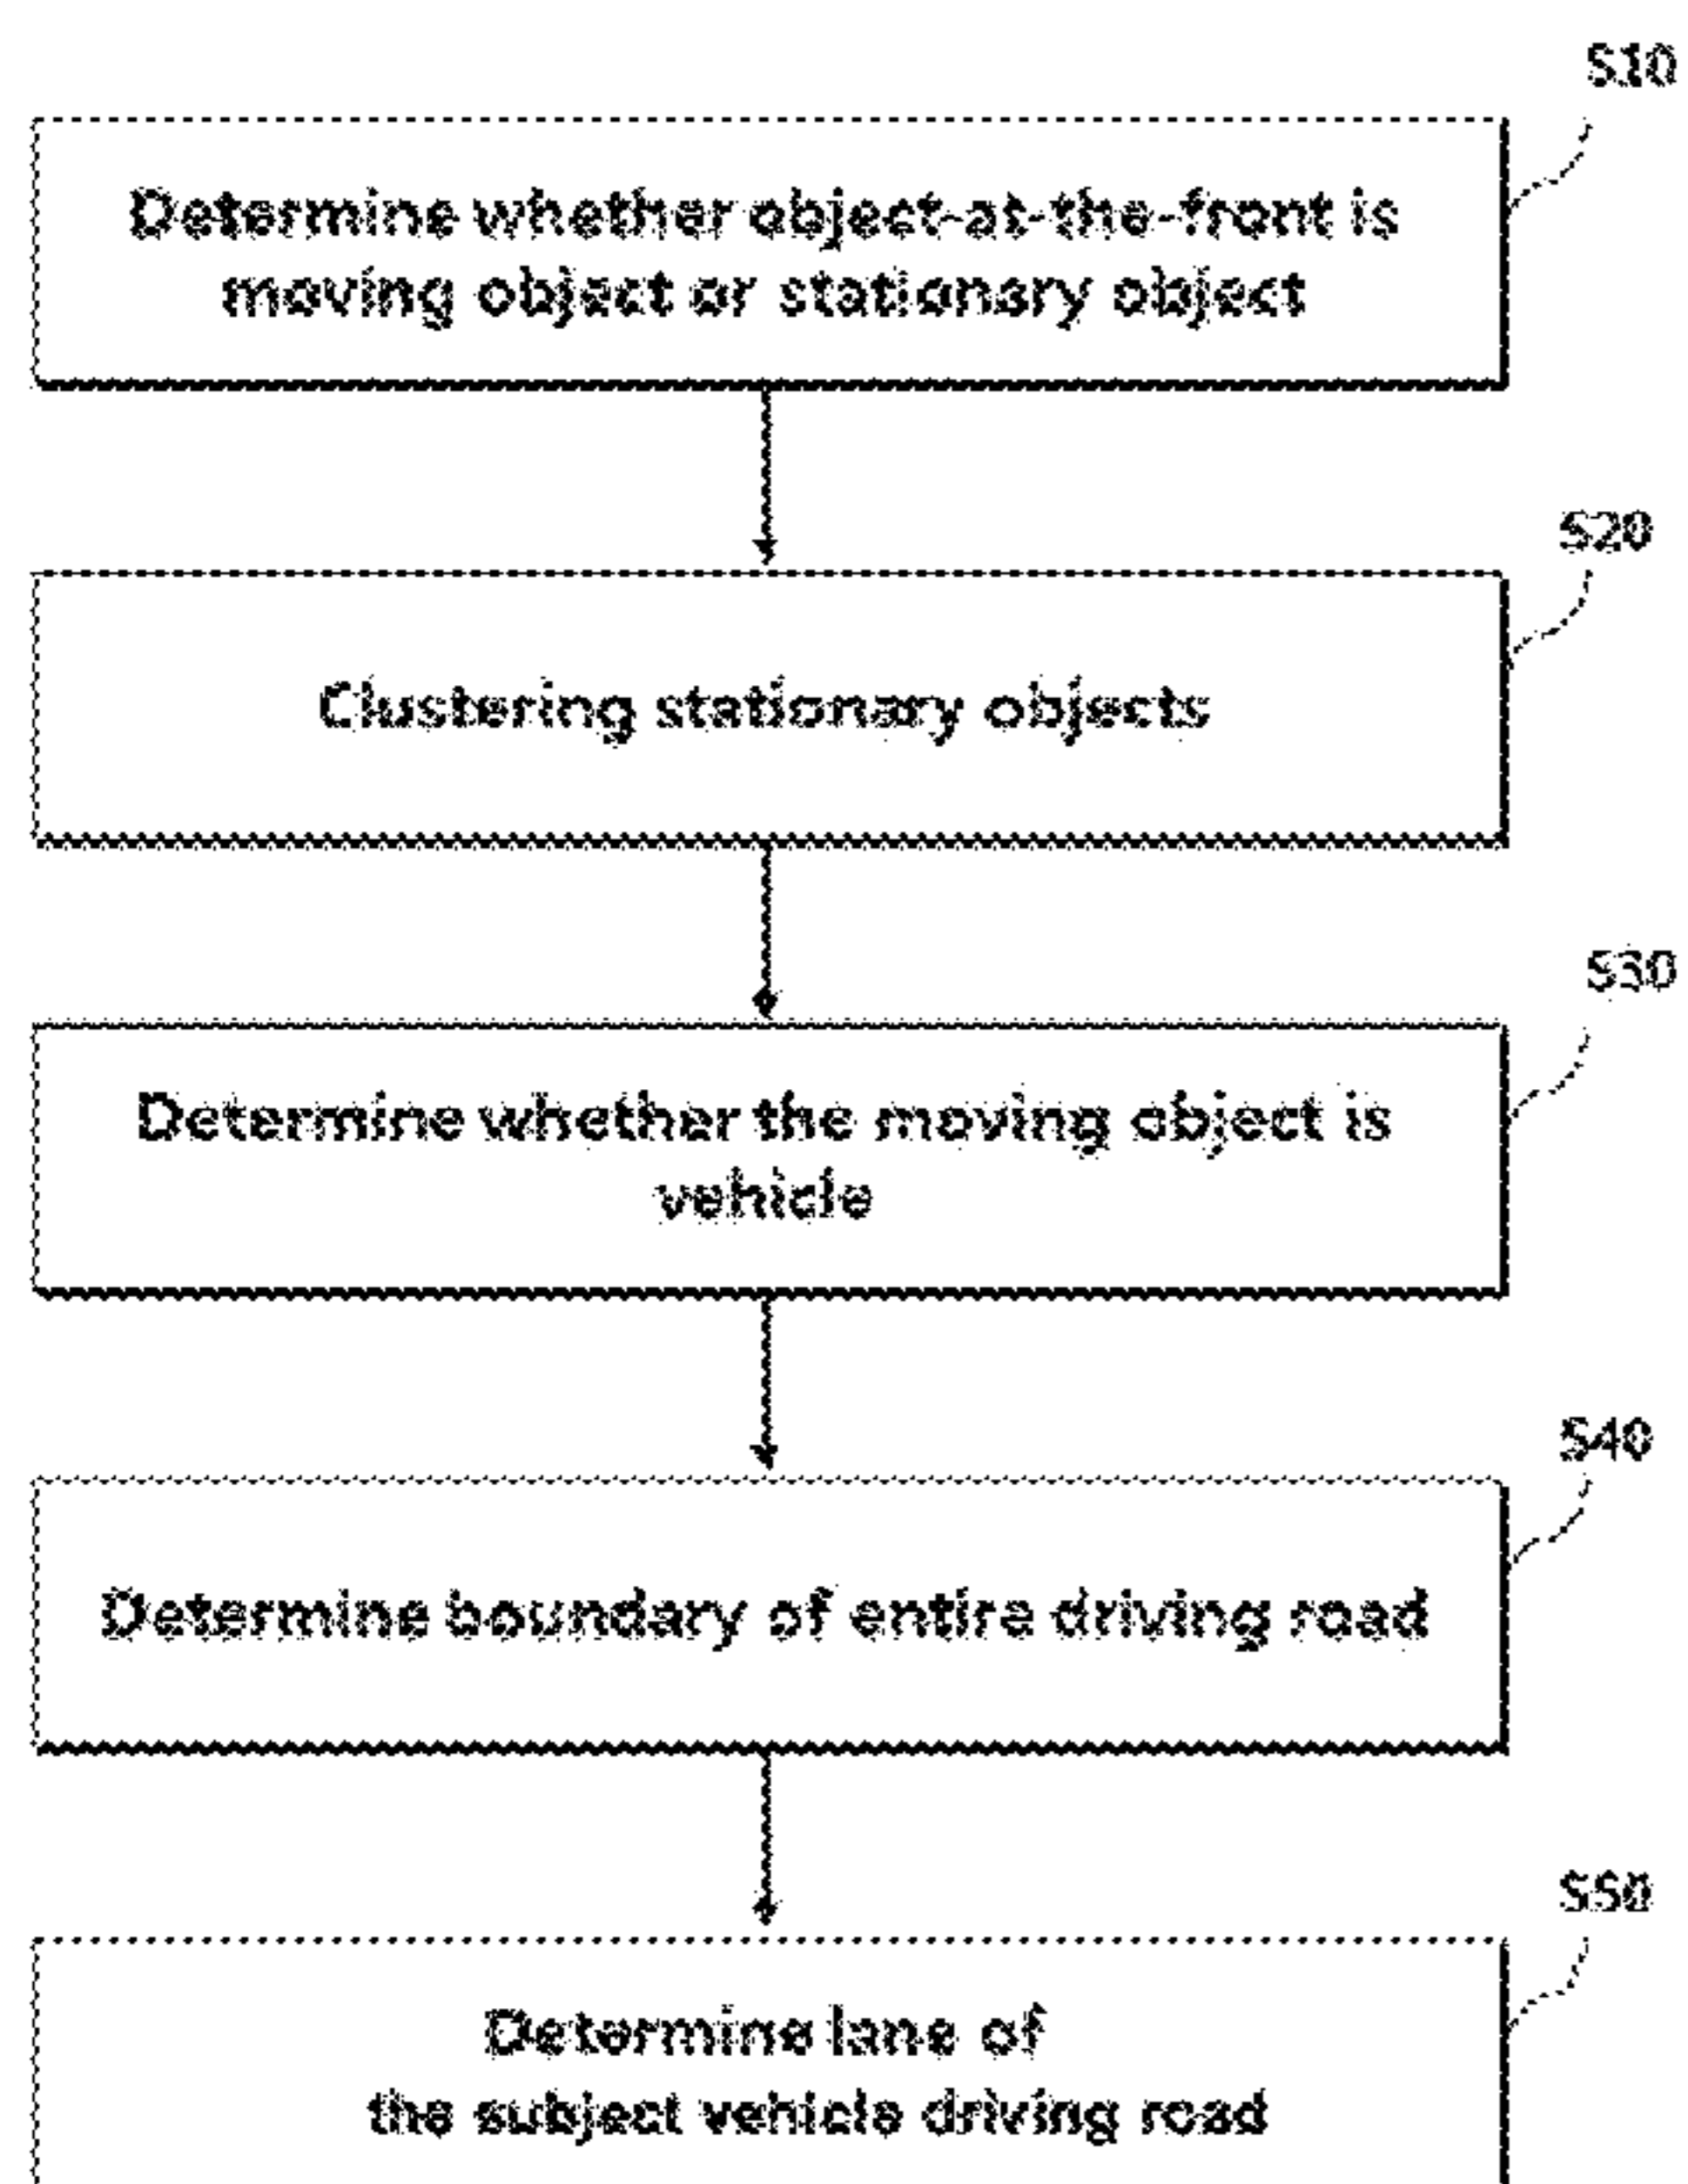 S10
Determine whether object-at-the-front is
moving object or stationary object
S20
Clustering stationary objects
S30
Determine whether the moving object is
vehicle
S40
Determine boundary of entire driving road
S50
Determine lane of
the subject vehicle driving road